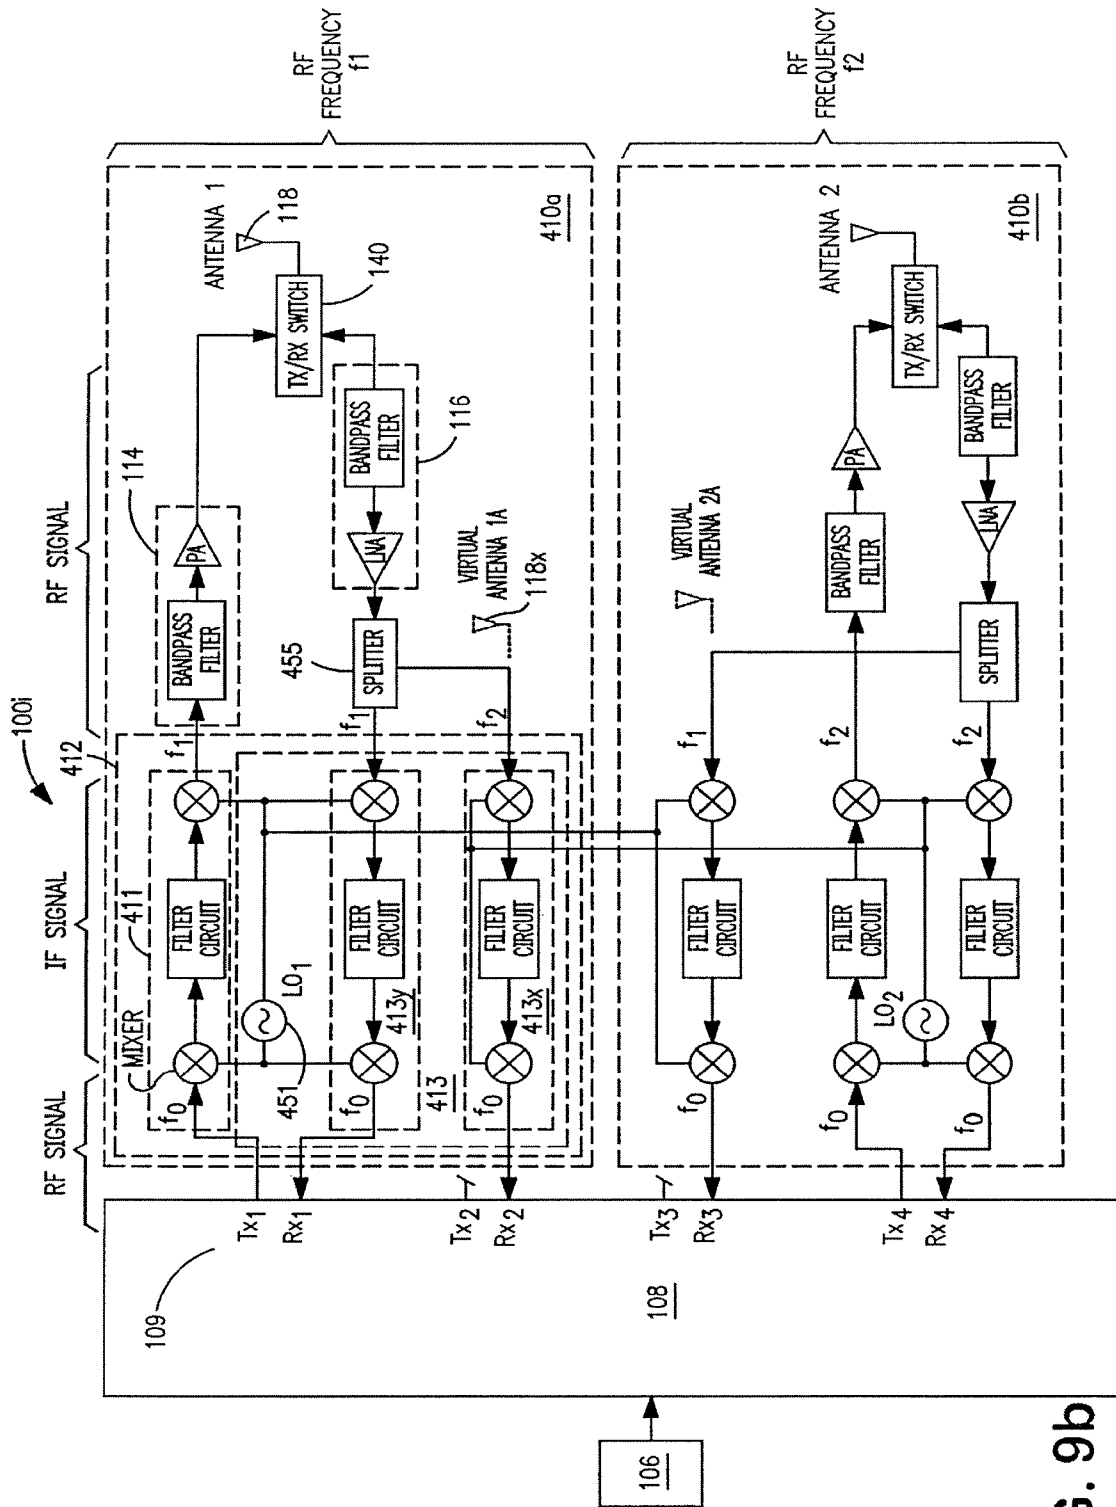 100i
RF SIGNAL
IF SIGNAL
RF SIGNAL
109
412
MIXER
411
114
f0
FILTER
CIRCUIT
f1
BANDPASS
FILTER
PA
ANTENNA 1
118
RF
FREQUENCY
f1
Tx1
451
LO1
455
TX/RX SWITCH
140
Rx1
f0
FILTER
CIRCUIT
413y
f1
SPLITTER
LNA
BANDPASS
FILTER
116
413
Tx2
VIRTUAL
ANTENNA 1A
118x
Rx2
f0
FILTER
CIRCUIT
413x
f2
410a
106
108
Tx3
VIRTUAL
ANTENNA 2A
Rx3
f0
FILTER
CIRCUIT
f1
RF
FREQUENCY
f2
Tx4
f0
FILTER
CIRCUIT
f2
BANDPASS
FILTER
PA
ANTENNA 2
LO2
TX/RX SWITCH
Rx4
f0
FILTER
CIRCUIT
f2
SPLITTER
LNA
BANDPASS
FILTER
410b
G. 9b